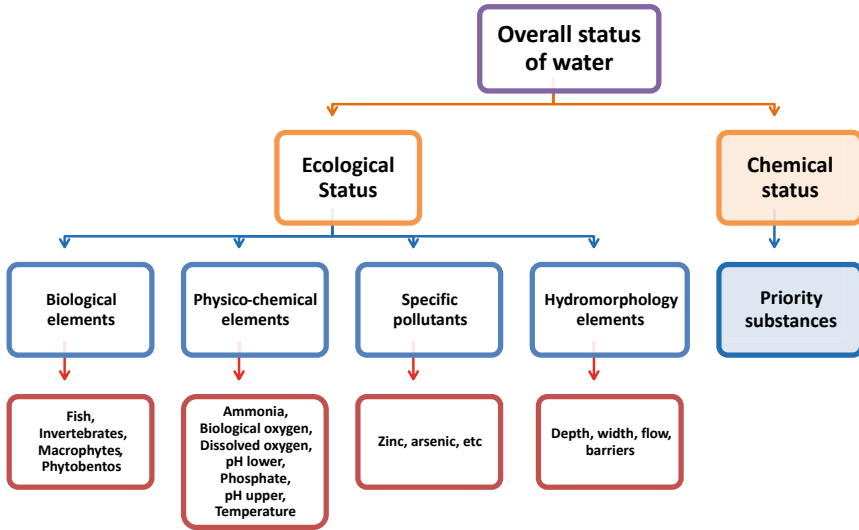 Overall status
of water
Ecological
Status
Chemical
status
Biological
elements
Physico-chemical
elements
Specific
pollutants
Hydromorphology
elements
Priority
substances
Fish,
Invertebrates,
Macrophytes,
Phytobentos
Ammonia,
Biological oxygen,
Dissolved oxygen,
pH lower,
Phosphate,
pH upper,
Temperature
Zinc, arsenic, etc
Depth, width, flow,
barriers